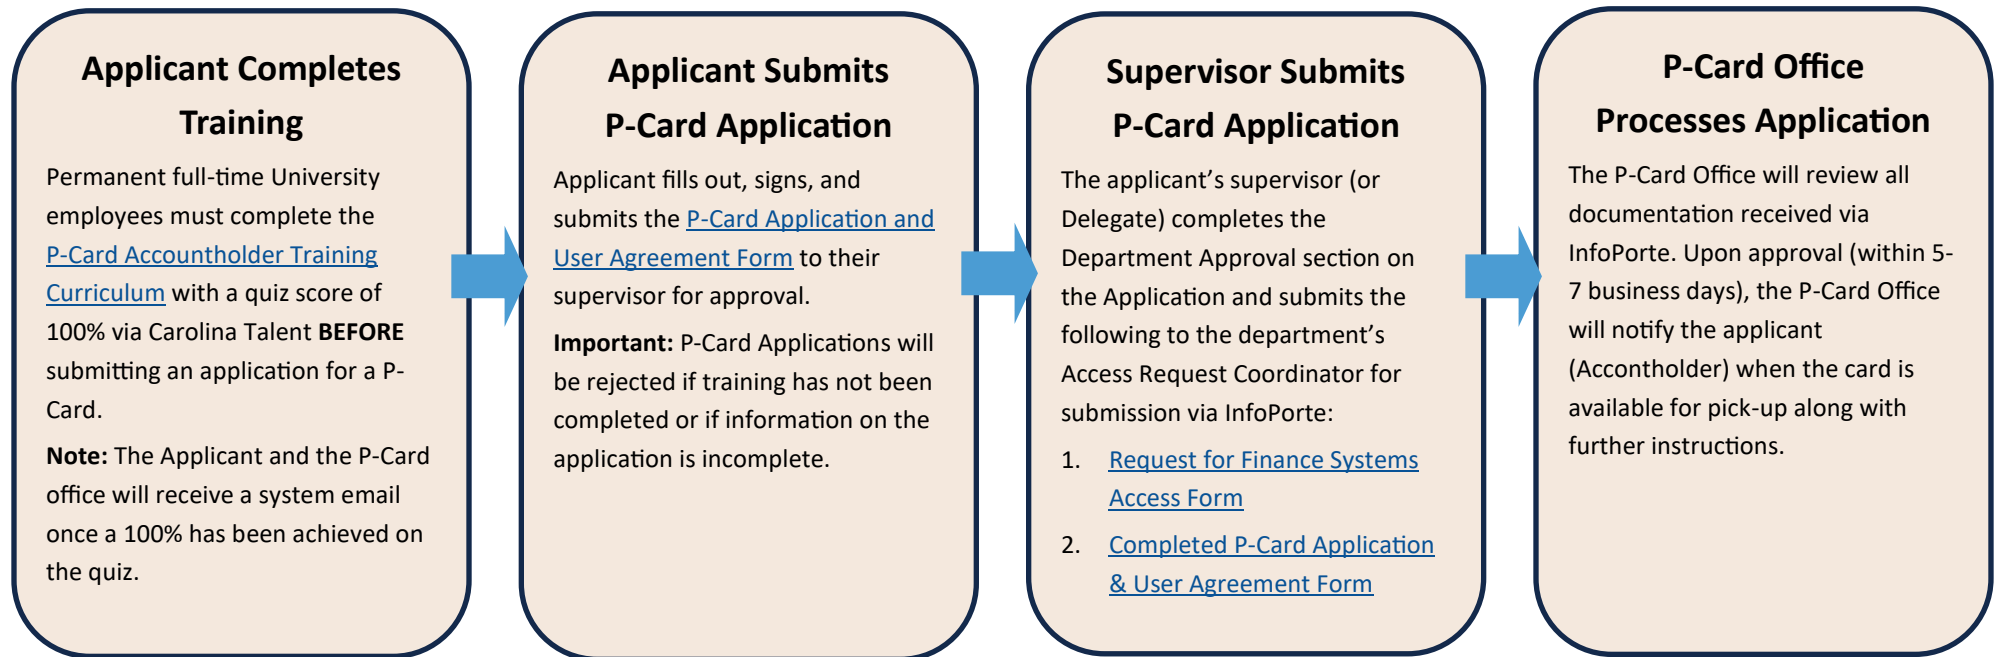 Applicant Completes
Training
Permanent full-time University
employees must complete the
P-Card Accountholder Training
Curriculum with a quiz score of
100% via Carolina Talent BEFORE
submitting an application for a P-
Card.
Note: The Applicant and the P-Card
office will receive a system email
once a 100% has been achieved on
the quiz.
Applicant Submits
P-Card Application
Applicant fills out, signs, and
submits the P-Card Application and
User Agreement Form to their
supervisor for approval.
Important: P-Card Applications will
be rejected if training has not been
completed or if information on the
application is incomplete.
Supervisor Submits
P-Card Application
The applicant’s supervisor (or
Delegate) completes the
Department Approval section on
the Application and submits the
following to the department’s
Access Request Coordinator for
submission via InfoPorte:
1. Request for Finance Systems
Access Form
2. Completed P-Card Application
& User Agreement Form
P-Card Office
Processes Application
The P-Card Office will review all
documentation received via
InfoPorte. Upon approval (within 5-
7 business days), the P-Card Office
will notify the applicant
(Accontholder) when the card is
available for pick-up along with
further instructions.